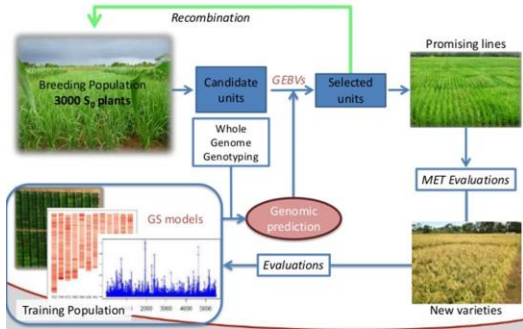 Recombination
Promising lines
Breeding Population
3000 S₀ plants
Candidate
units
GEBVs
Selected
units
Whole
Genome
Genotyping
MET Evaluations
GS models
Genomic
prediction
Evaluations
Training Population
New varieties